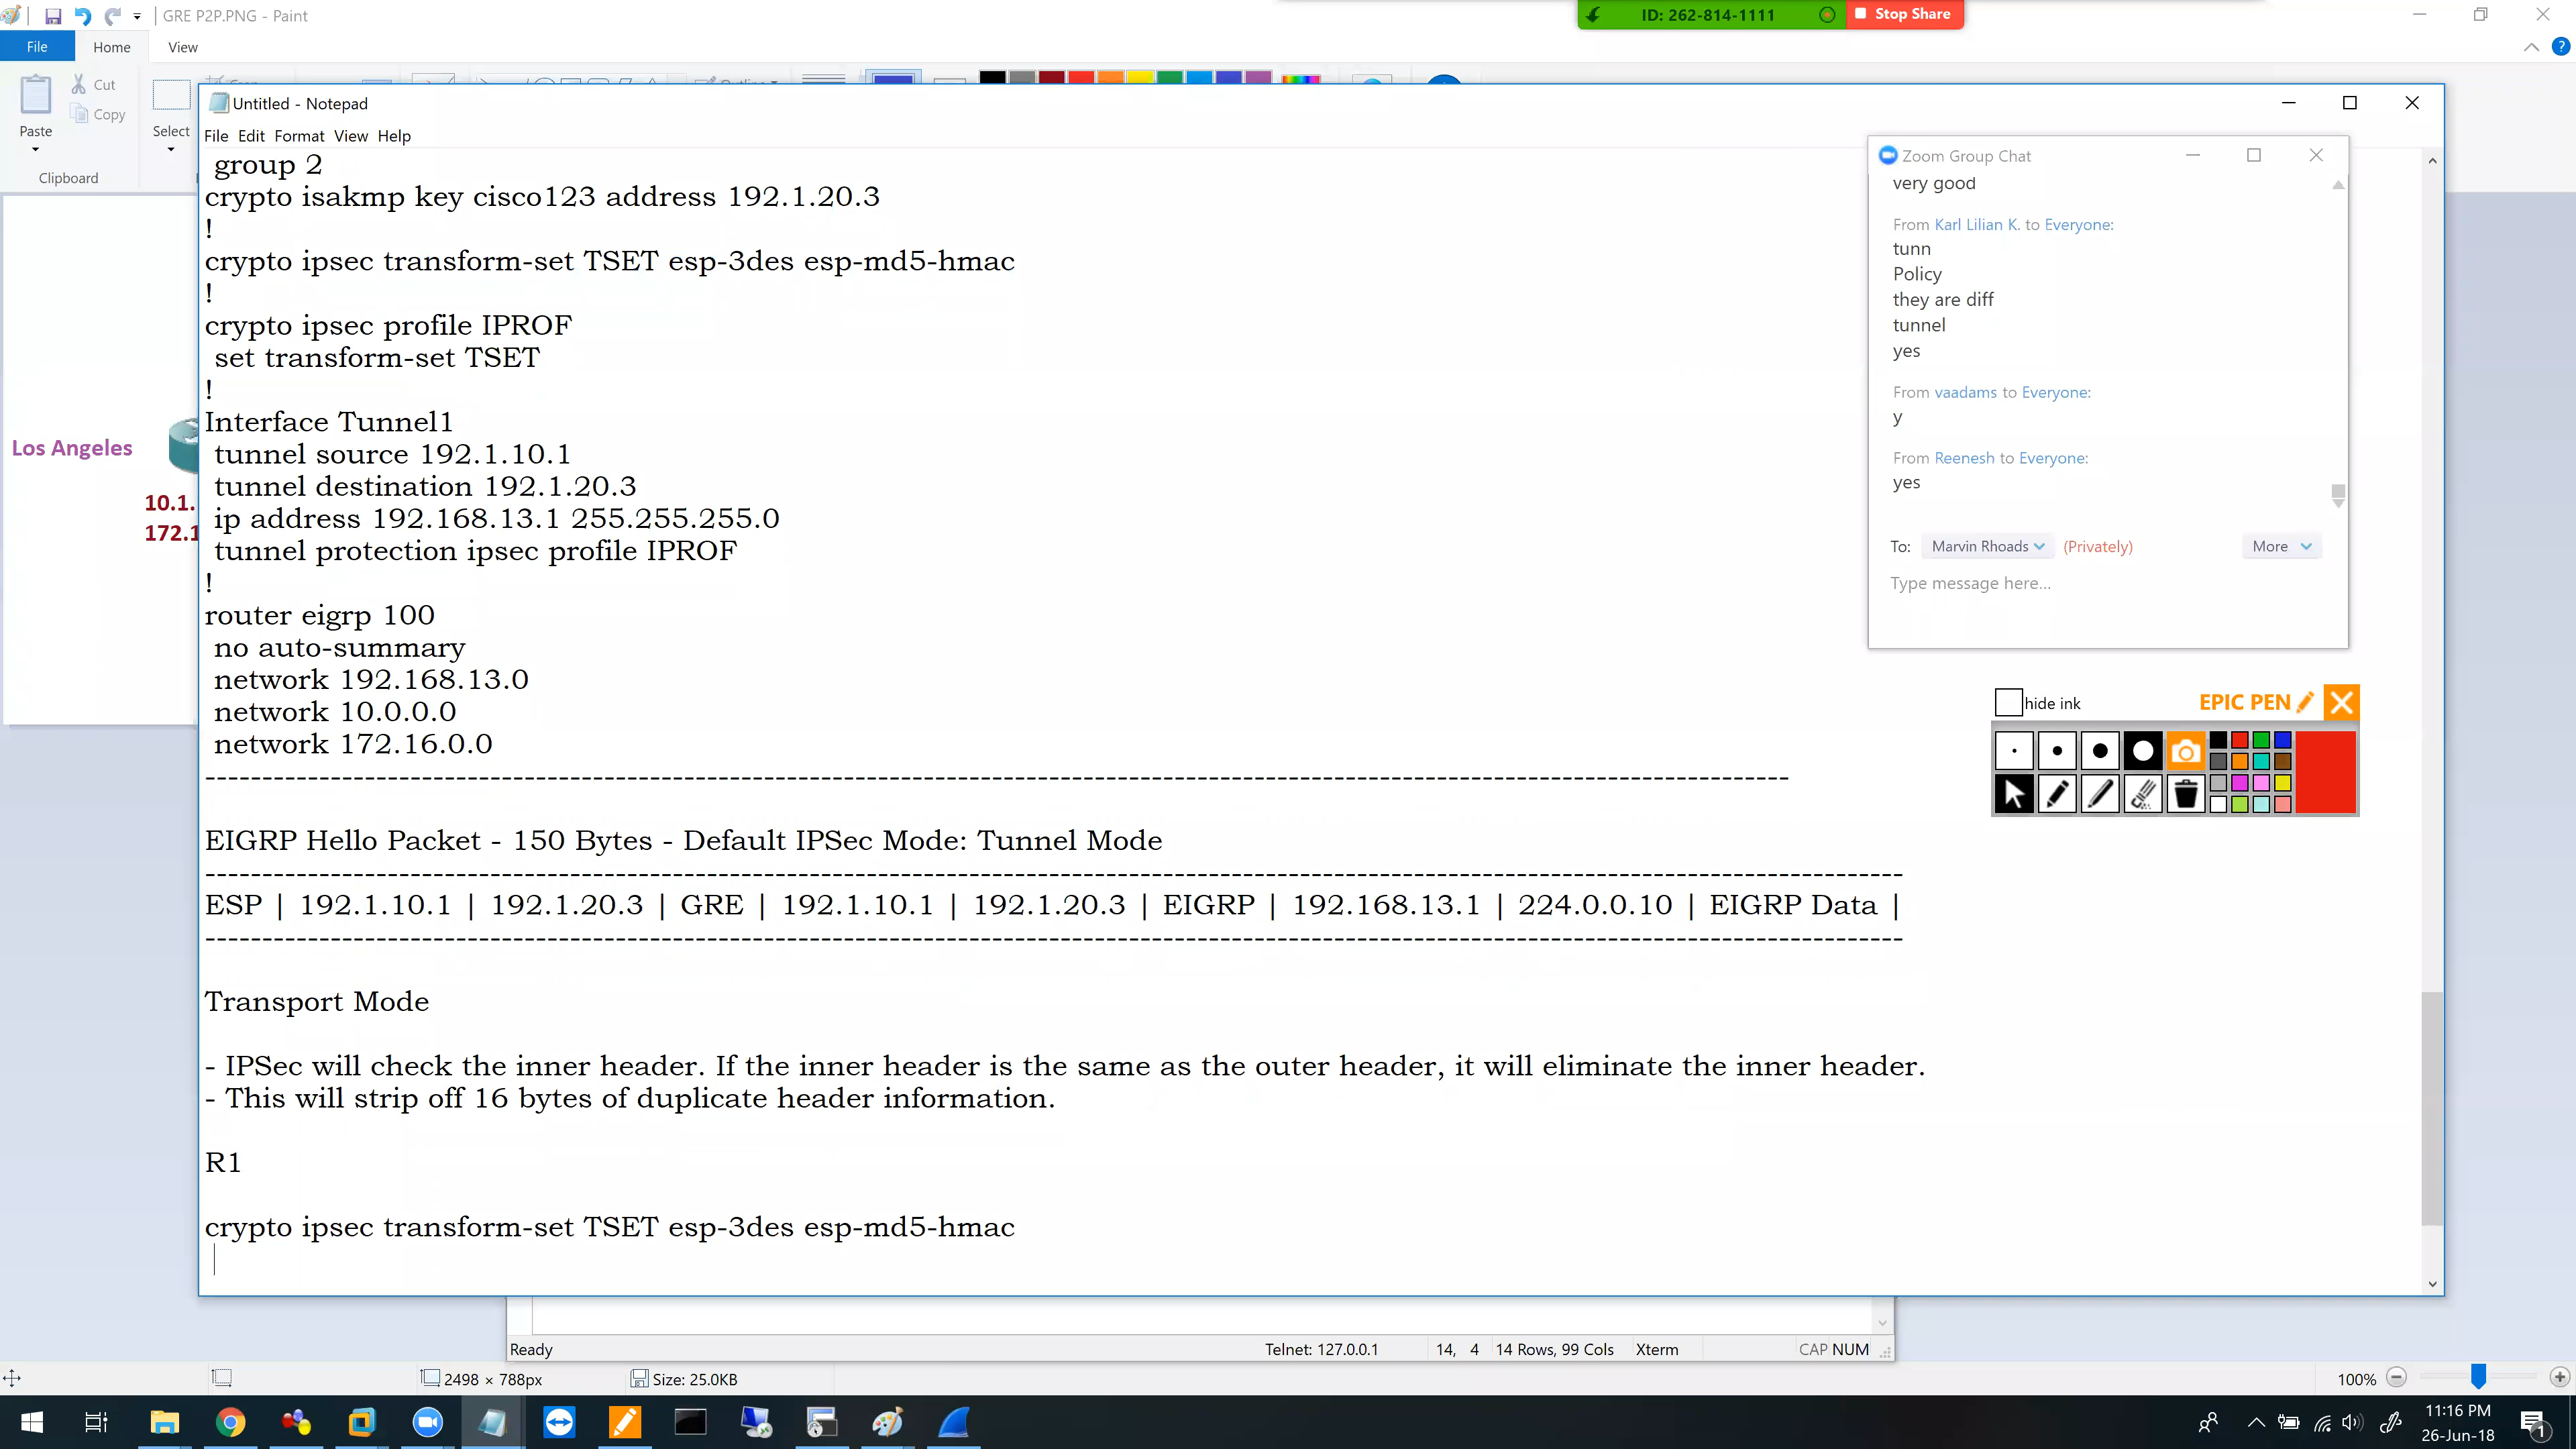 GRE P2P.PNG - Paint
ID: 262-814-1111
Stop Share
File Home View
Cut
Copy
Paste
Select
Clipboard
Los Angeles
10.1.
172.1
Untitled - Notepad
File Edit Format View Help
group 2
crypto isakmp key cisco123 address 192.1.20.3
!
crypto ipsec transform-set TSET esp-3des esp-md5-hmac
!
crypto ipsec profile IPROF
set transform-set TSET
!
Interface Tunnel1
tunnel source 192.1.10.1
tunnel destination 192.1.20.3
ip address 192.168.13.1 255.255.255.0
tunnel protection ipsec profile IPROF
!
router eigrp 100
no auto-summary
network 192.168.13.0
network 10.0.0.0
network 172.16.0.0
EIGRP Hello Packet - 150 Bytes - Default IPSec Mode: Tunnel Mode
ESP | 192.1.10.1 | 192.1.20.3 | GRE | 192.1.10.1 | 192.1.20.3 | EIGRP | 192.168.13.1 | 224.0.0.10 | EIGRP Data |
Transport Mode
- IPSec will check the inner header. If the inner header is the same as the outer header, it will eliminate the inner header.
- This will strip off 16 bytes of duplicate header information.
R1
crypto ipsec transform-set TSET esp-3des esp-md5-hmac
Zoom Group Chat
very good
From Karl Lilian K. to Everyone:
tunn
Policy
they are diff
tunnel
yes
From vaadams to Everyone:
y
From Reenesh to Everyone:
yes
To: Marvin Rhoads (Privately) More
Type message here...
hide ink EPIC PEN
Ready Telnet: 127.0.0.1 14, 4 14 Rows, 99 Cols Xterm CAP NUM
2498 × 788px Size: 25.0KB 100%
11:16 PM
26-Jun-18
1